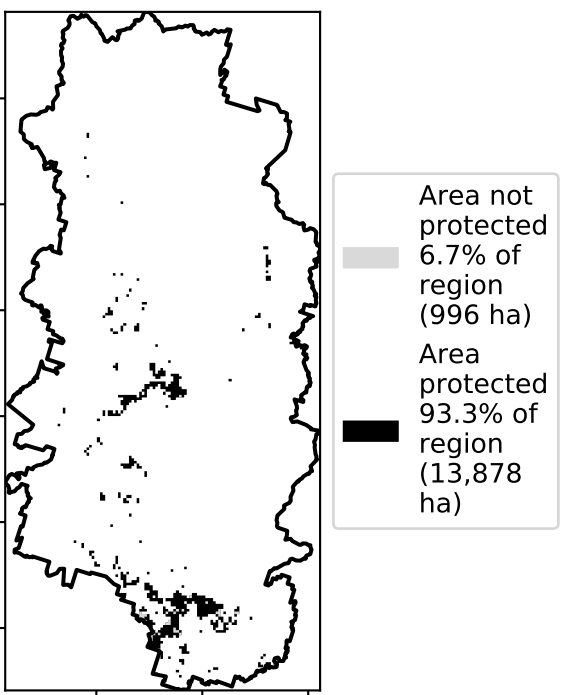 Area not
protected
6.7% of
region
(996 ha)
Area
protected
93.3% of
region
(13,878
ha)